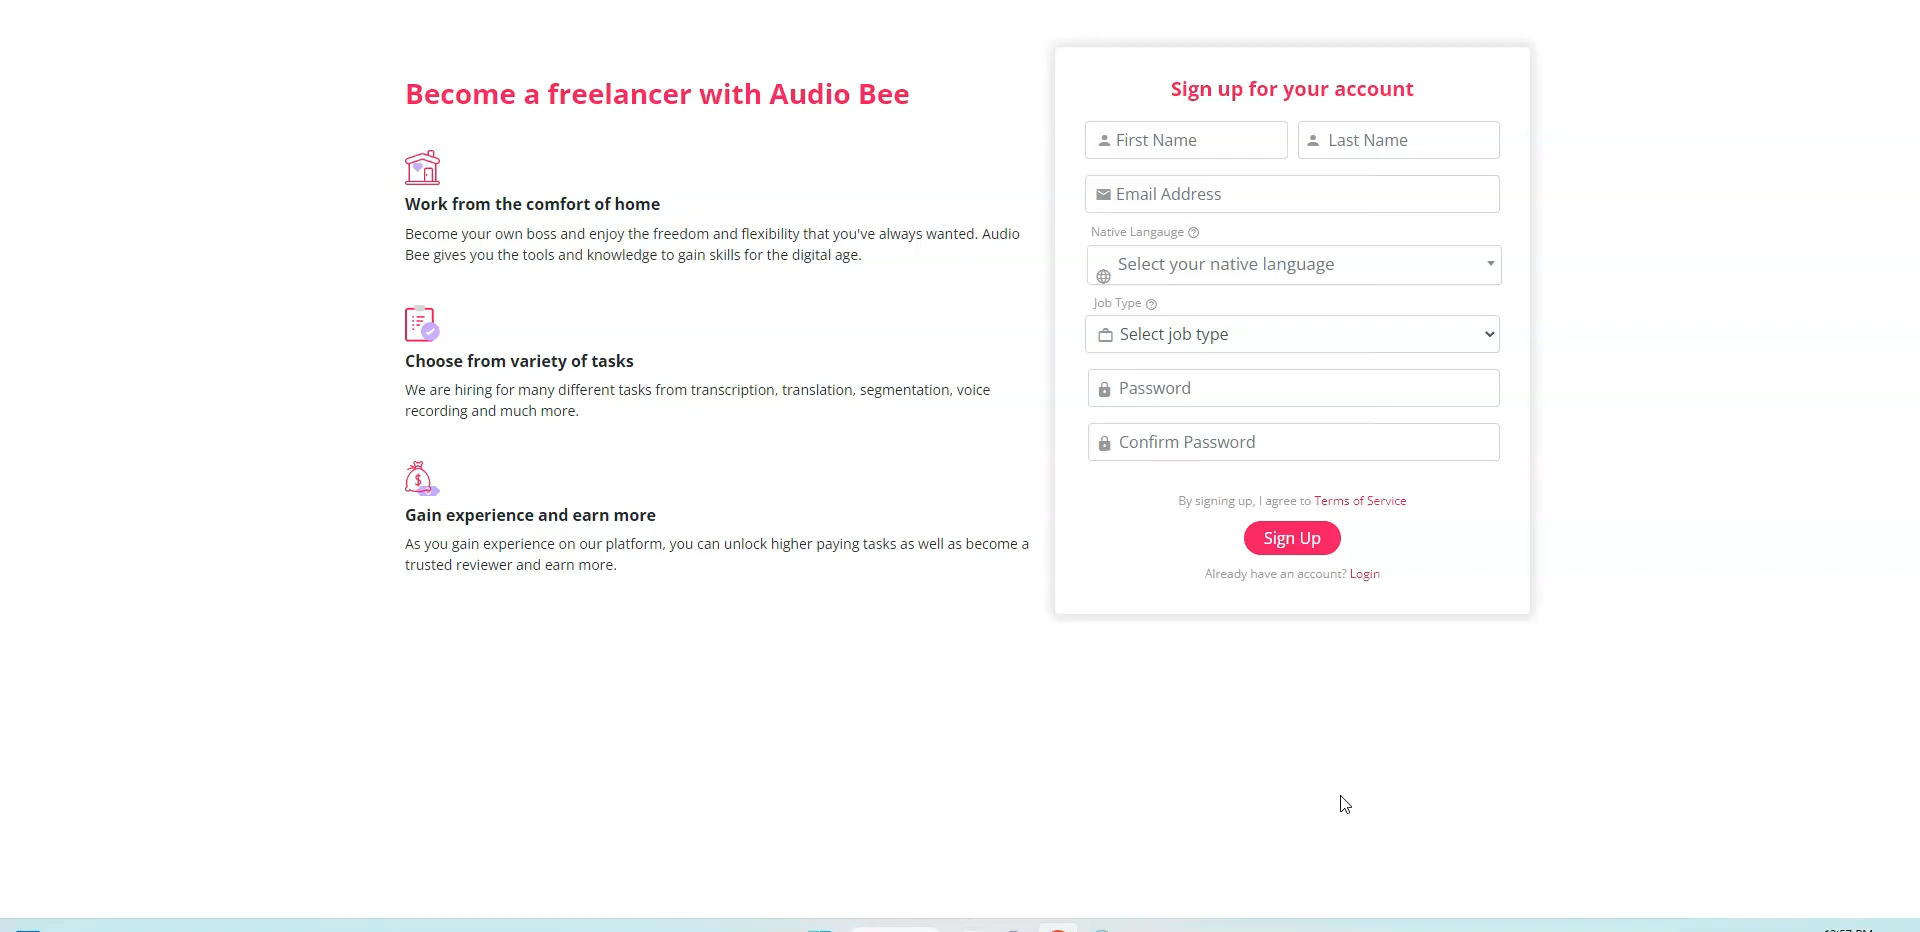 Become a freelancer with Audio Bee
Work from the comfort of home
Become your own boss and enjoy the freedom and flexibility that you've always wanted. Audio
Bee gives you the tools and knowledge to gain skills for the digital age.
Choose from variety of tasks
We are hiring for many different tasks from transcription, translation, segmentation, voice
recording and much more.
$
Gain experience and earn more
As you gain experience on our platform, you can unlock higher paying tasks as well as become a
trusted reviewer and earn more.
Sign up for your account
First Name
Last Name
Email Address
Native Langauge
Select your native language
Job Type
Select job type
Password
Confirm Password
By signing up, I agree to Terms of Service
Sign Up
Already have an account? Login